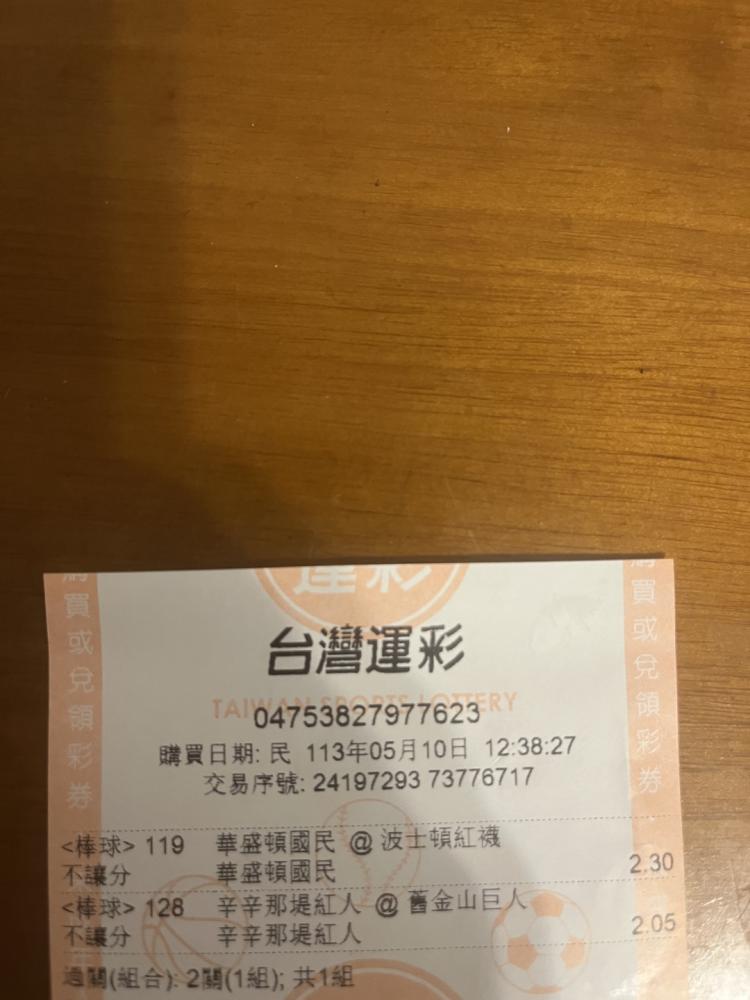 運彩
台灣運彩
TAIWAN SPORTS LOTTERY
04753827977623
購買日期: 民 113年05月10日 12:38:27
交易序號: 24197293 73776717
購買或兌領彩券
購買或兌領彩券
<棒球> 119 華盛頓國民 @ 波士頓紅襪
不讓分 華盛頓國民 2.30
<棒球> 128 辛辛那堤紅人 @ 舊金山巨人
不讓分 辛辛那堤紅人 2.05
過關(組合): 2關(1組); 共1組